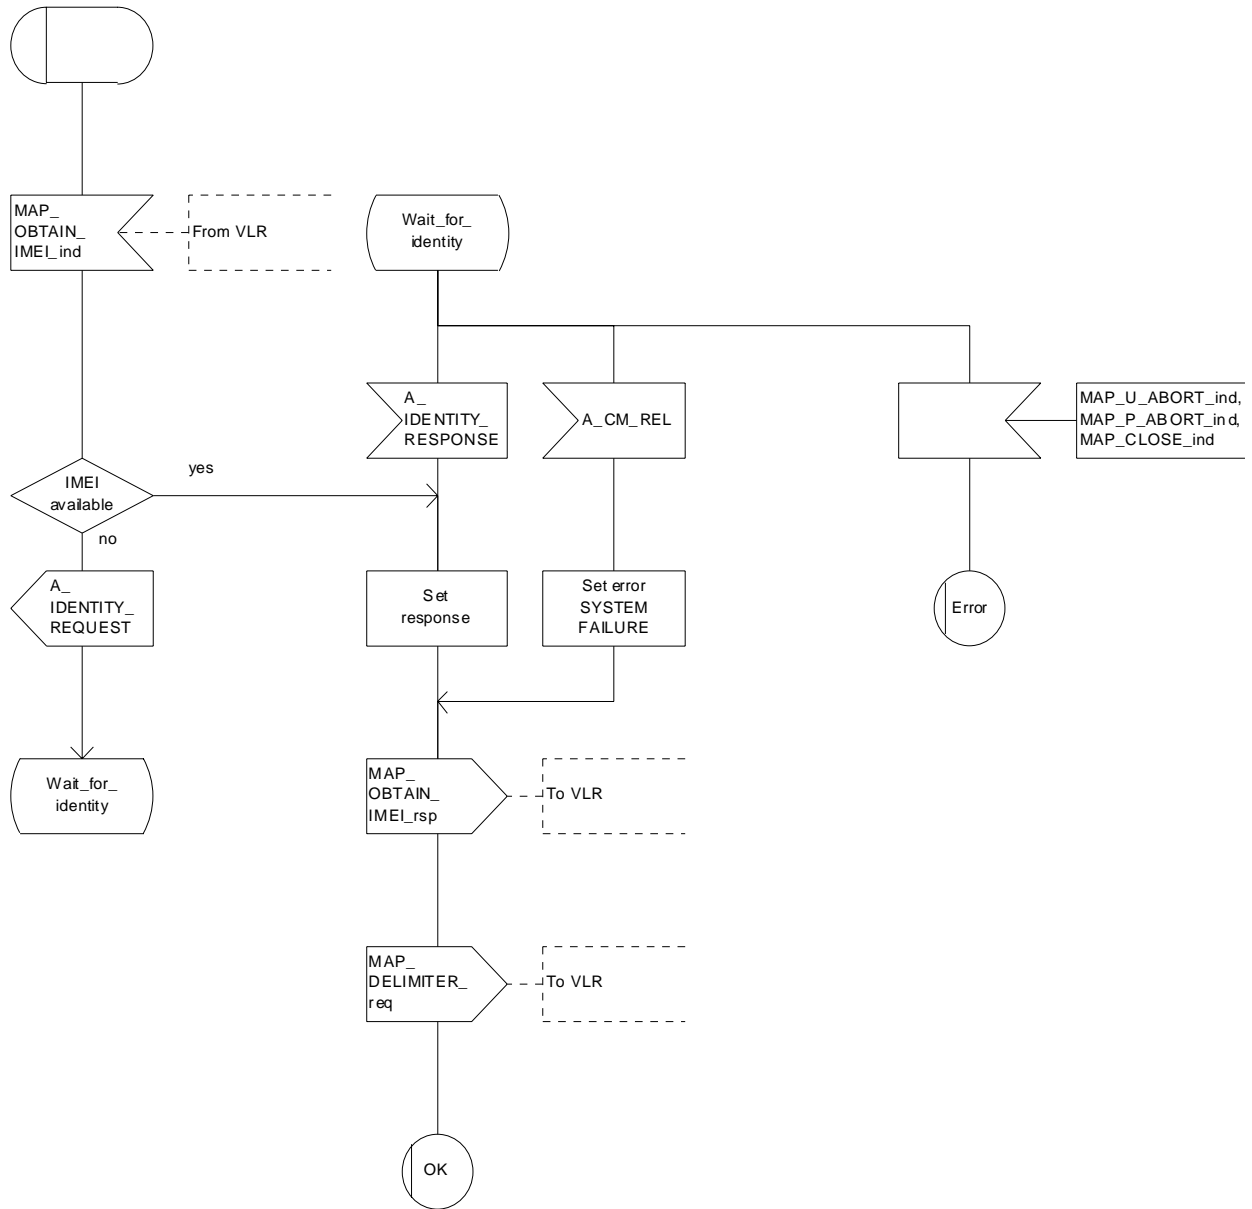 MAP_
OBTAIN_
IMEI_ind
From VLR
Wait_for_
identity
A_
IDENTITY_
RESPONSE
A_CM_REL
MAP_U_ABORT_ind,
MAP_P_ABORT_ind,
MAP_CLOSE_ind
IMEI
available
yes
no
A_
IDENTITY_
REQUEST
Set
response
Set error
SYSTEM
FAILURE
Error
Wait_for_
identity
MAP_
OBTAIN_
IMEI_rsp
To VLR
MAP_
DELIMITER_
req
To VLR
OK